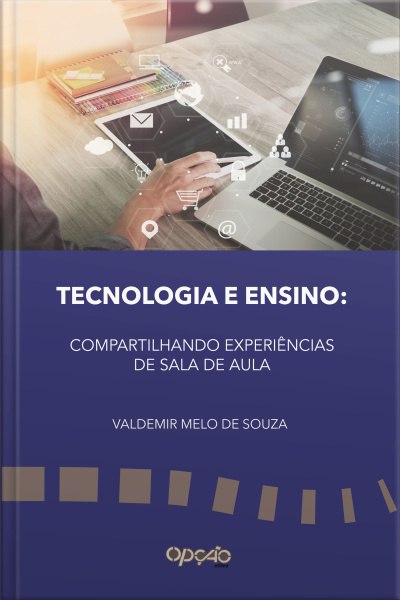 TECNOLOGIA E ENSINO:
COMPARTILHANDO EXPERIÊNCIAS
DE SALA DE AULA
VALDEMIR MELO DE SOUZA
opção